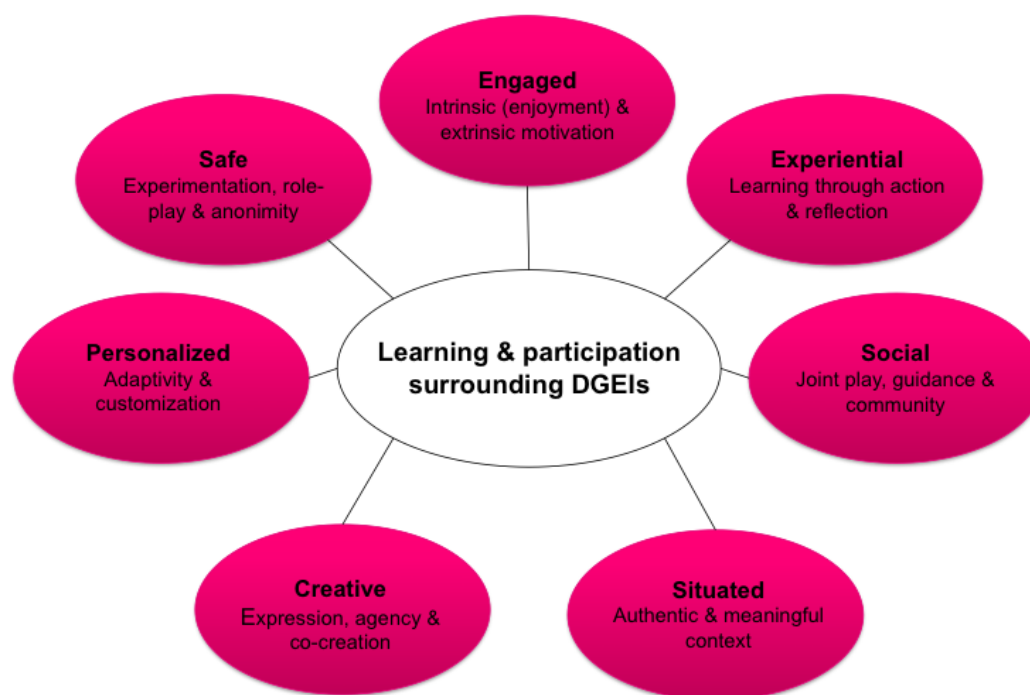 Engaged
Intrinsic (enjoyment) &
extrinsic motivation
Safe
Experimentation, role-
play & anonimity
Experiential
Learning through action
& reflection
Personalized
Adaptivity &
customization
Learning & participation
surrounding DGEIs
Social
Joint play, guidance &
community
Creative
Expression, agency &
co-creation
Situated
Authentic & meaningful
context